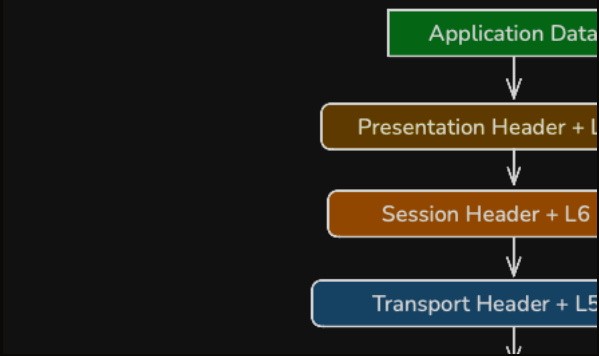 Application Data
Presentation Header +
Session Header + L6
Transport Header + L5